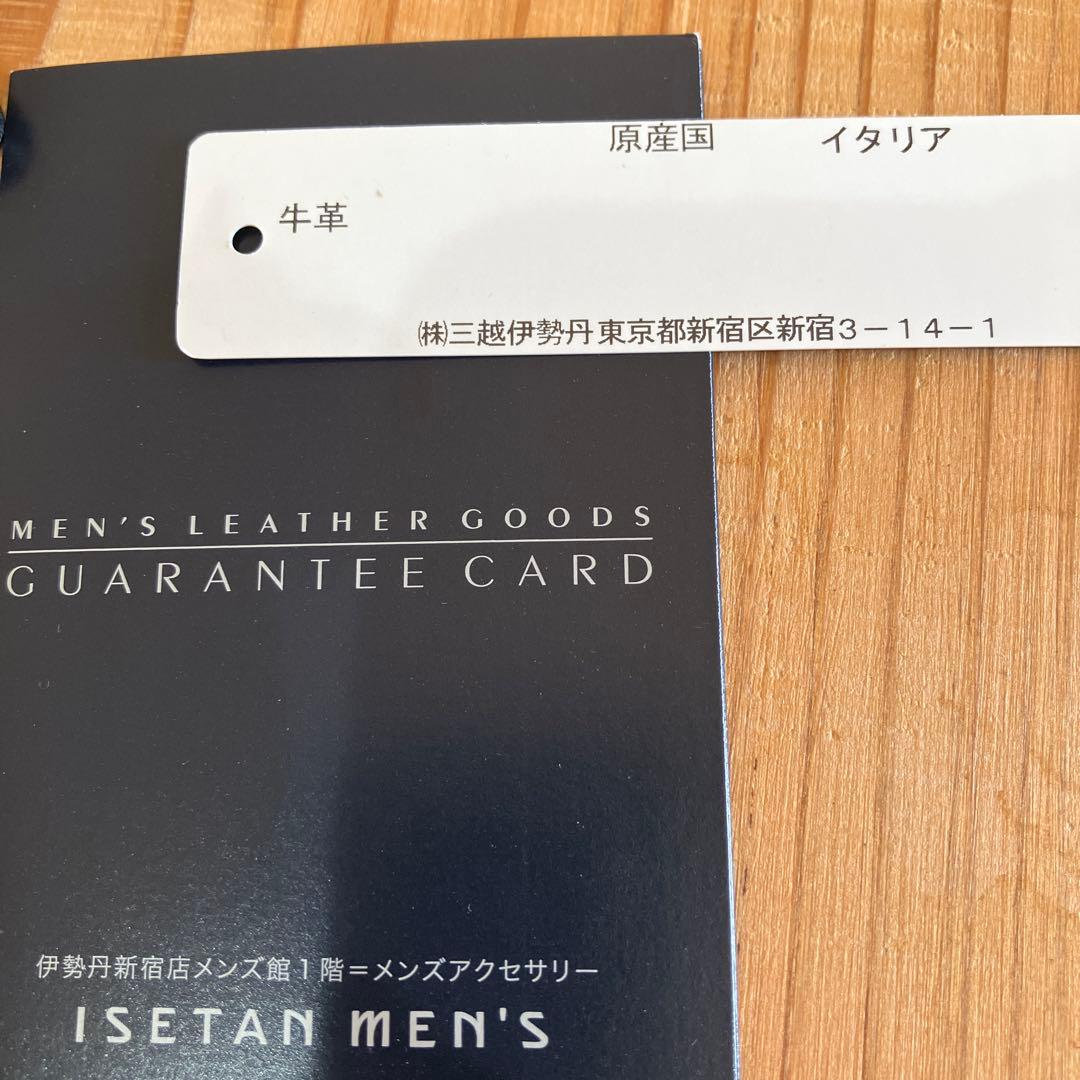 原産国 イタリア
牛革
㈱三越伊勢丹 東京都新宿区新宿3－14－1
MEN'S LEATHER GOODS
GUARANTEE CARD
伊勢丹新宿店メンズ館1階＝メンズアクセサリー
ISETAN MEN'S